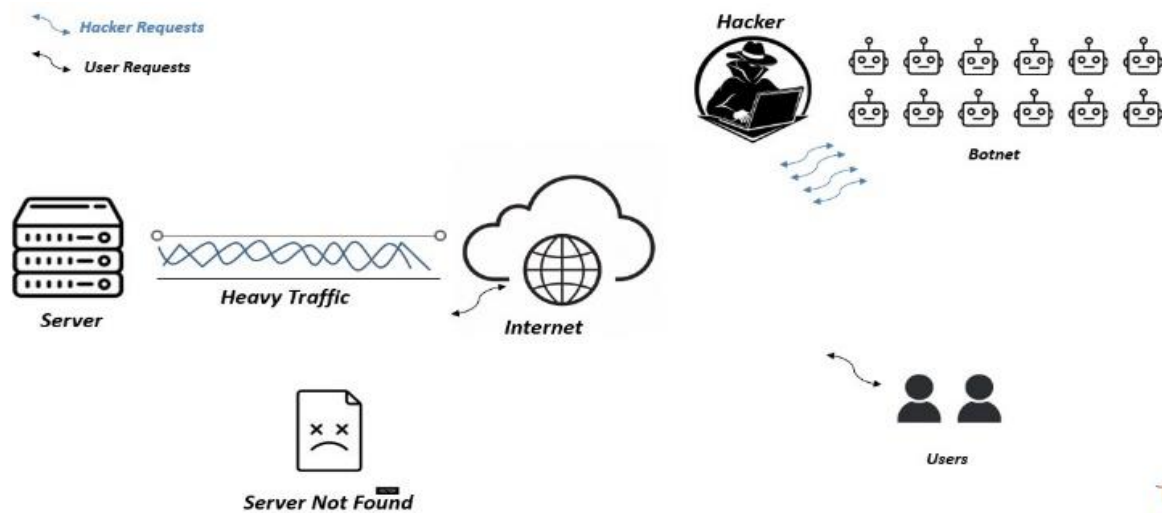 Hacker Requests
User Requests
Hacker
Botnet
Heavy Traffic
Server
Internet
Users
Server Not Found